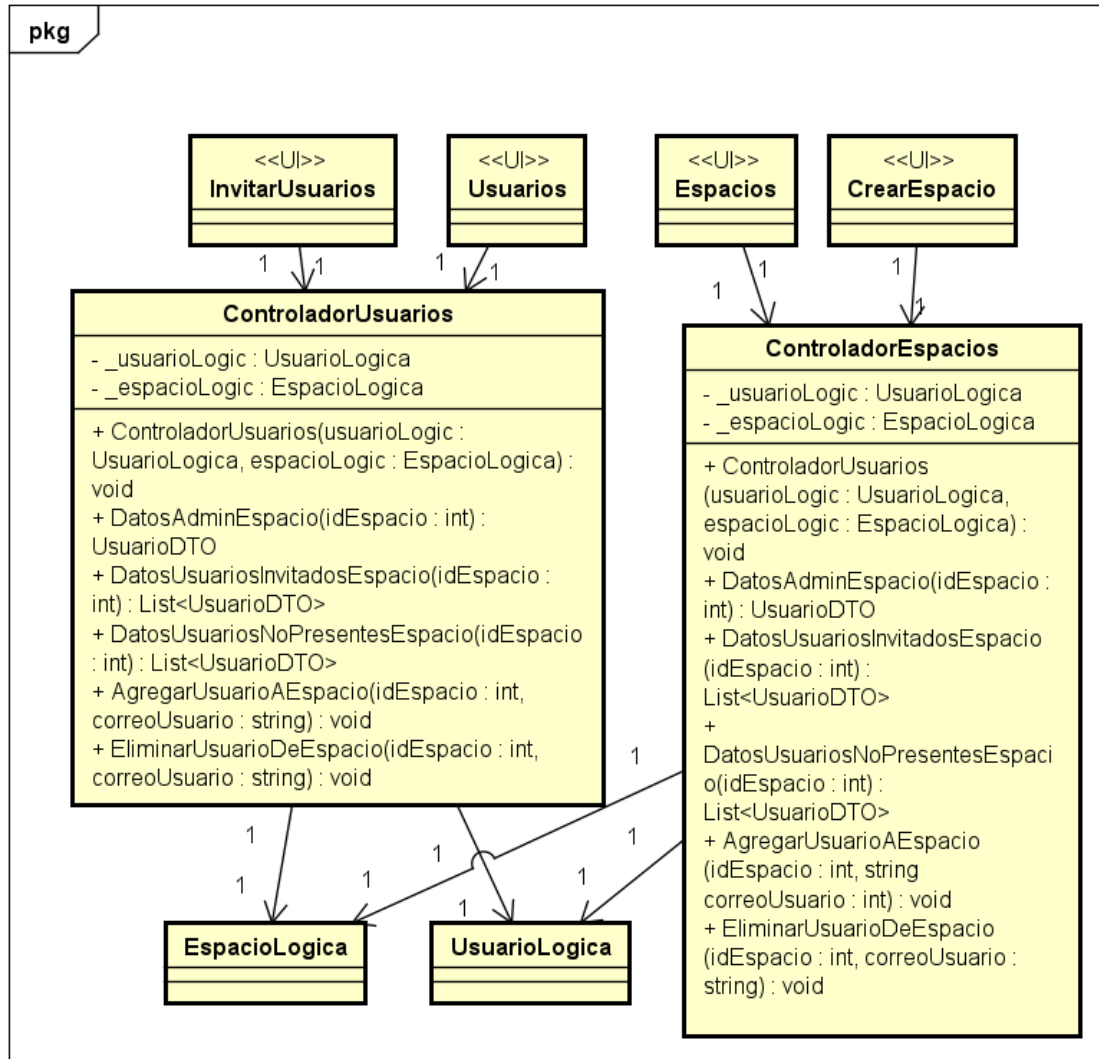 pkg
<<UI>>
InvitarUsuarios
<<UI>>
Usuarios
<<UI>>
Espacios
<<UI>>
CrearEspacio
1
1
1
1
1
1
1
ControladorUsuarios
- _usuarioLogic : UsuarioLogica
- _espacioLogic : EspacioLogica
+ ControladorUsuarios(usuarioLogic :
UsuarioLogica, espacioLogic : EspacioLogica) :
void
+ DatosAdminEspacio(idEspacio : int) :
UsuarioDTO
+ DatosUsuariosInvitadosEspacio(idEspacio :
int) : List<UsuarioDTO>
+ DatosUsuariosNoPresentesEspacio(idEspacio
: int) : List<UsuarioDTO>
+ AgregarUsuarioAEspacio(idEspacio : int,
correoUsuario : string) : void
+ EliminarUsuarioDeEspacio(idEspacio : int,
correoUsuario : string) : void
ControladorEspacios
- _usuarioLogic : UsuarioLogica
- _espacioLogic : EspacioLogica
+ ControladorUsuarios
(usuarioLogic : UsuarioLogica,
espacioLogic : EspacioLogica) :
void
+ DatosAdminEspacio(idEspacio :
int) : UsuarioDTO
+ DatosUsuariosInvitadosEspacio
(idEspacio : int) :
List<UsuarioDTO>
+
DatosUsuariosNoPresentesEspaci
o(idEspacio : int) :
List<UsuarioDTO>
+ AgregarUsuarioAEspacio
(idEspacio : int, string
correoUsuario : int) : void
+ EliminarUsuarioDeEspacio
(idEspacio : int, correoUsuario :
string) : void
1
1
1
1
1
1
1
1
EspacioLogica
UsuarioLogica